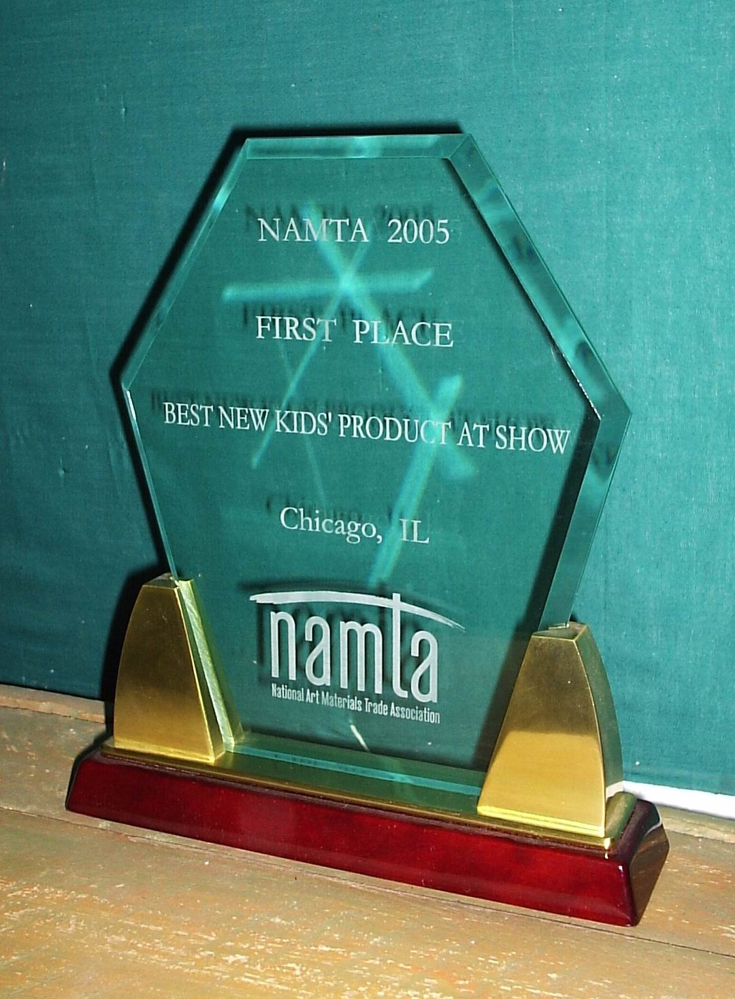 NAMTA 2005
FIRST PLACE
BEST NEW KIDS' PRODUCT AT SHOW
Chicago, IL
namta
National Art Materials Trade Association